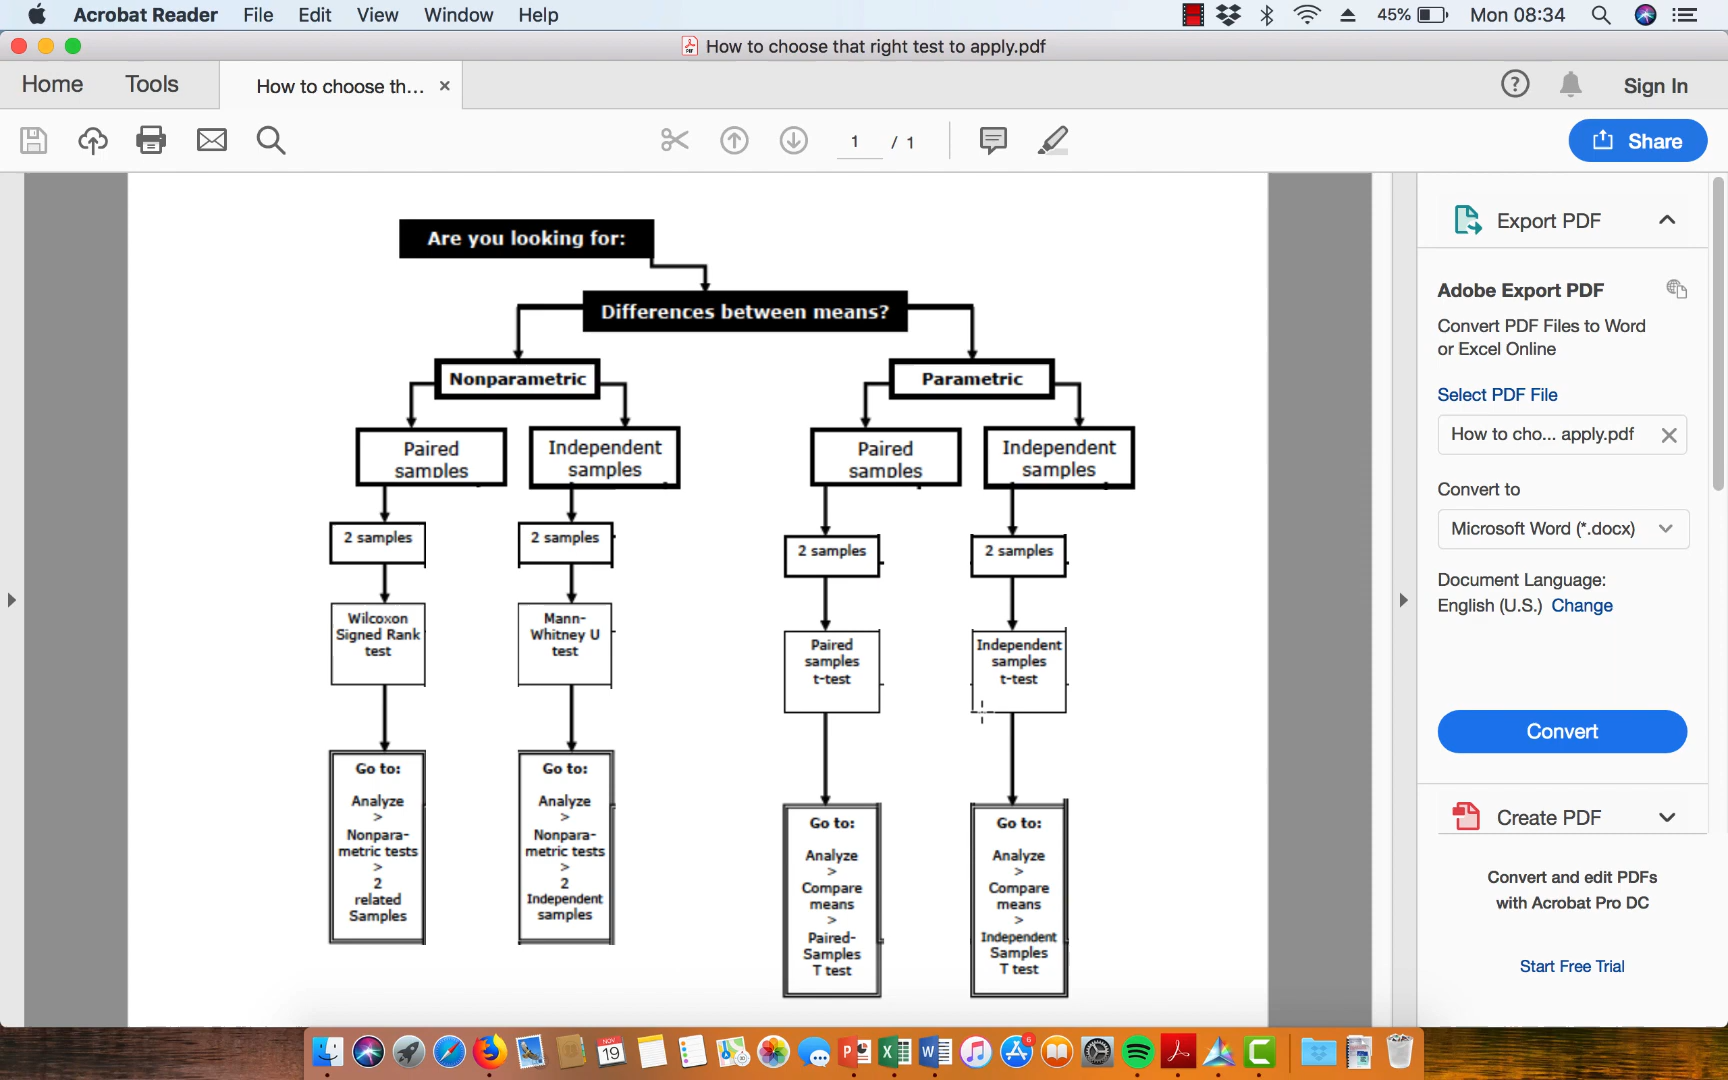 Acrobat Reader File Edit View Window Help 45% Mon 08:34
How to choose that right test to apply.pdf
Home Tools How to choose th... × Sign In
1 / 1 Share
Are you looking for:
Differences between means?
Nonparametric Parametric
Paired
samples
Independent
samples
Paired
samples
Independent
samples
2 samples
2 samples
2 samples
2 samples
Wilcoxon
Signed Rank
test
Mann-
Whitney U
test
Paired
samples
t-test
Independent
samples
t-test
Go to:
Analyze
>
Nonpara-
metric tests
>
2
related
Samples
Go to:
Analyze
>
Nonpara-
metric tests
>
2
Independent
samples
Go to:
Analyze
>
Compare
means
>
Paired-
Samples
T test
Go to:
Analyze
>
Compare
means
>
Independent
Samples
T test
Export PDF
Adobe Export PDF
Convert PDF Files to Word
or Excel Online
Select PDF File
How to cho... apply.pdf
Convert to
Microsoft Word (*.docx)
Document Language:
English (U.S.) Change
Convert
Create PDF
Convert and edit PDFs
with Acrobat Pro DC
Start Free Trial
NOV
19
6